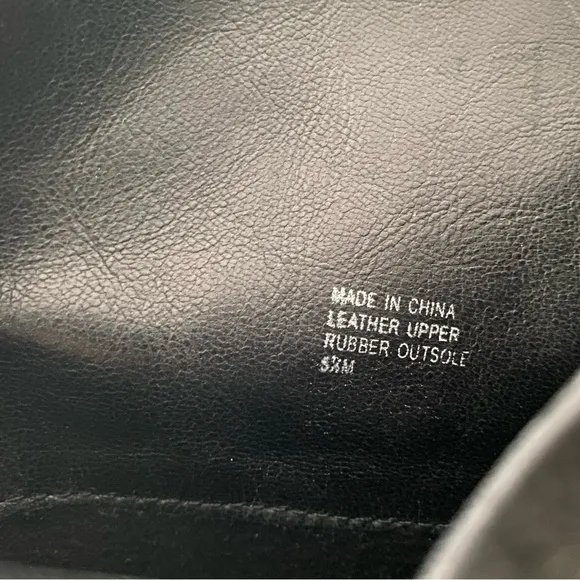 MADE IN CHINA
LEATHER UPPER
RUBBER OUTSOLE